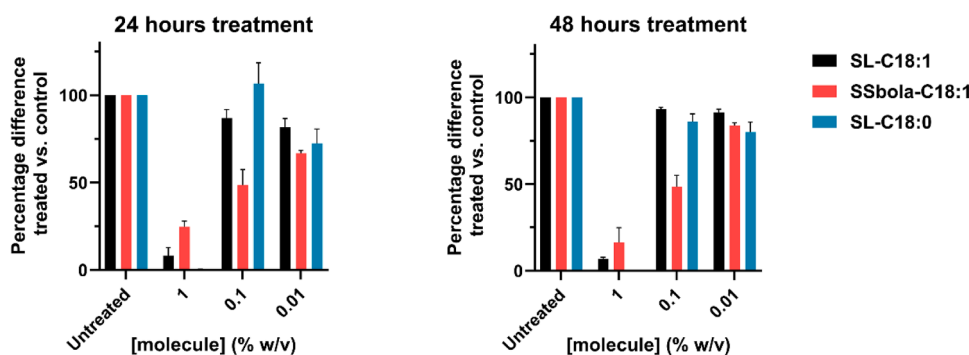 24 hours treatment
Percentage difference
treated vs. control
100
50
0
Untreated
1
0.1
0.01
[molecule] (% w/v)
48 hours treatment
Percentage difference
treated vs. control
100
50
0
Untreated
1
0.1
0.01
[molecule] (% w/v)
SL-C18:1
SSbola-C18:1
SL-C18:0